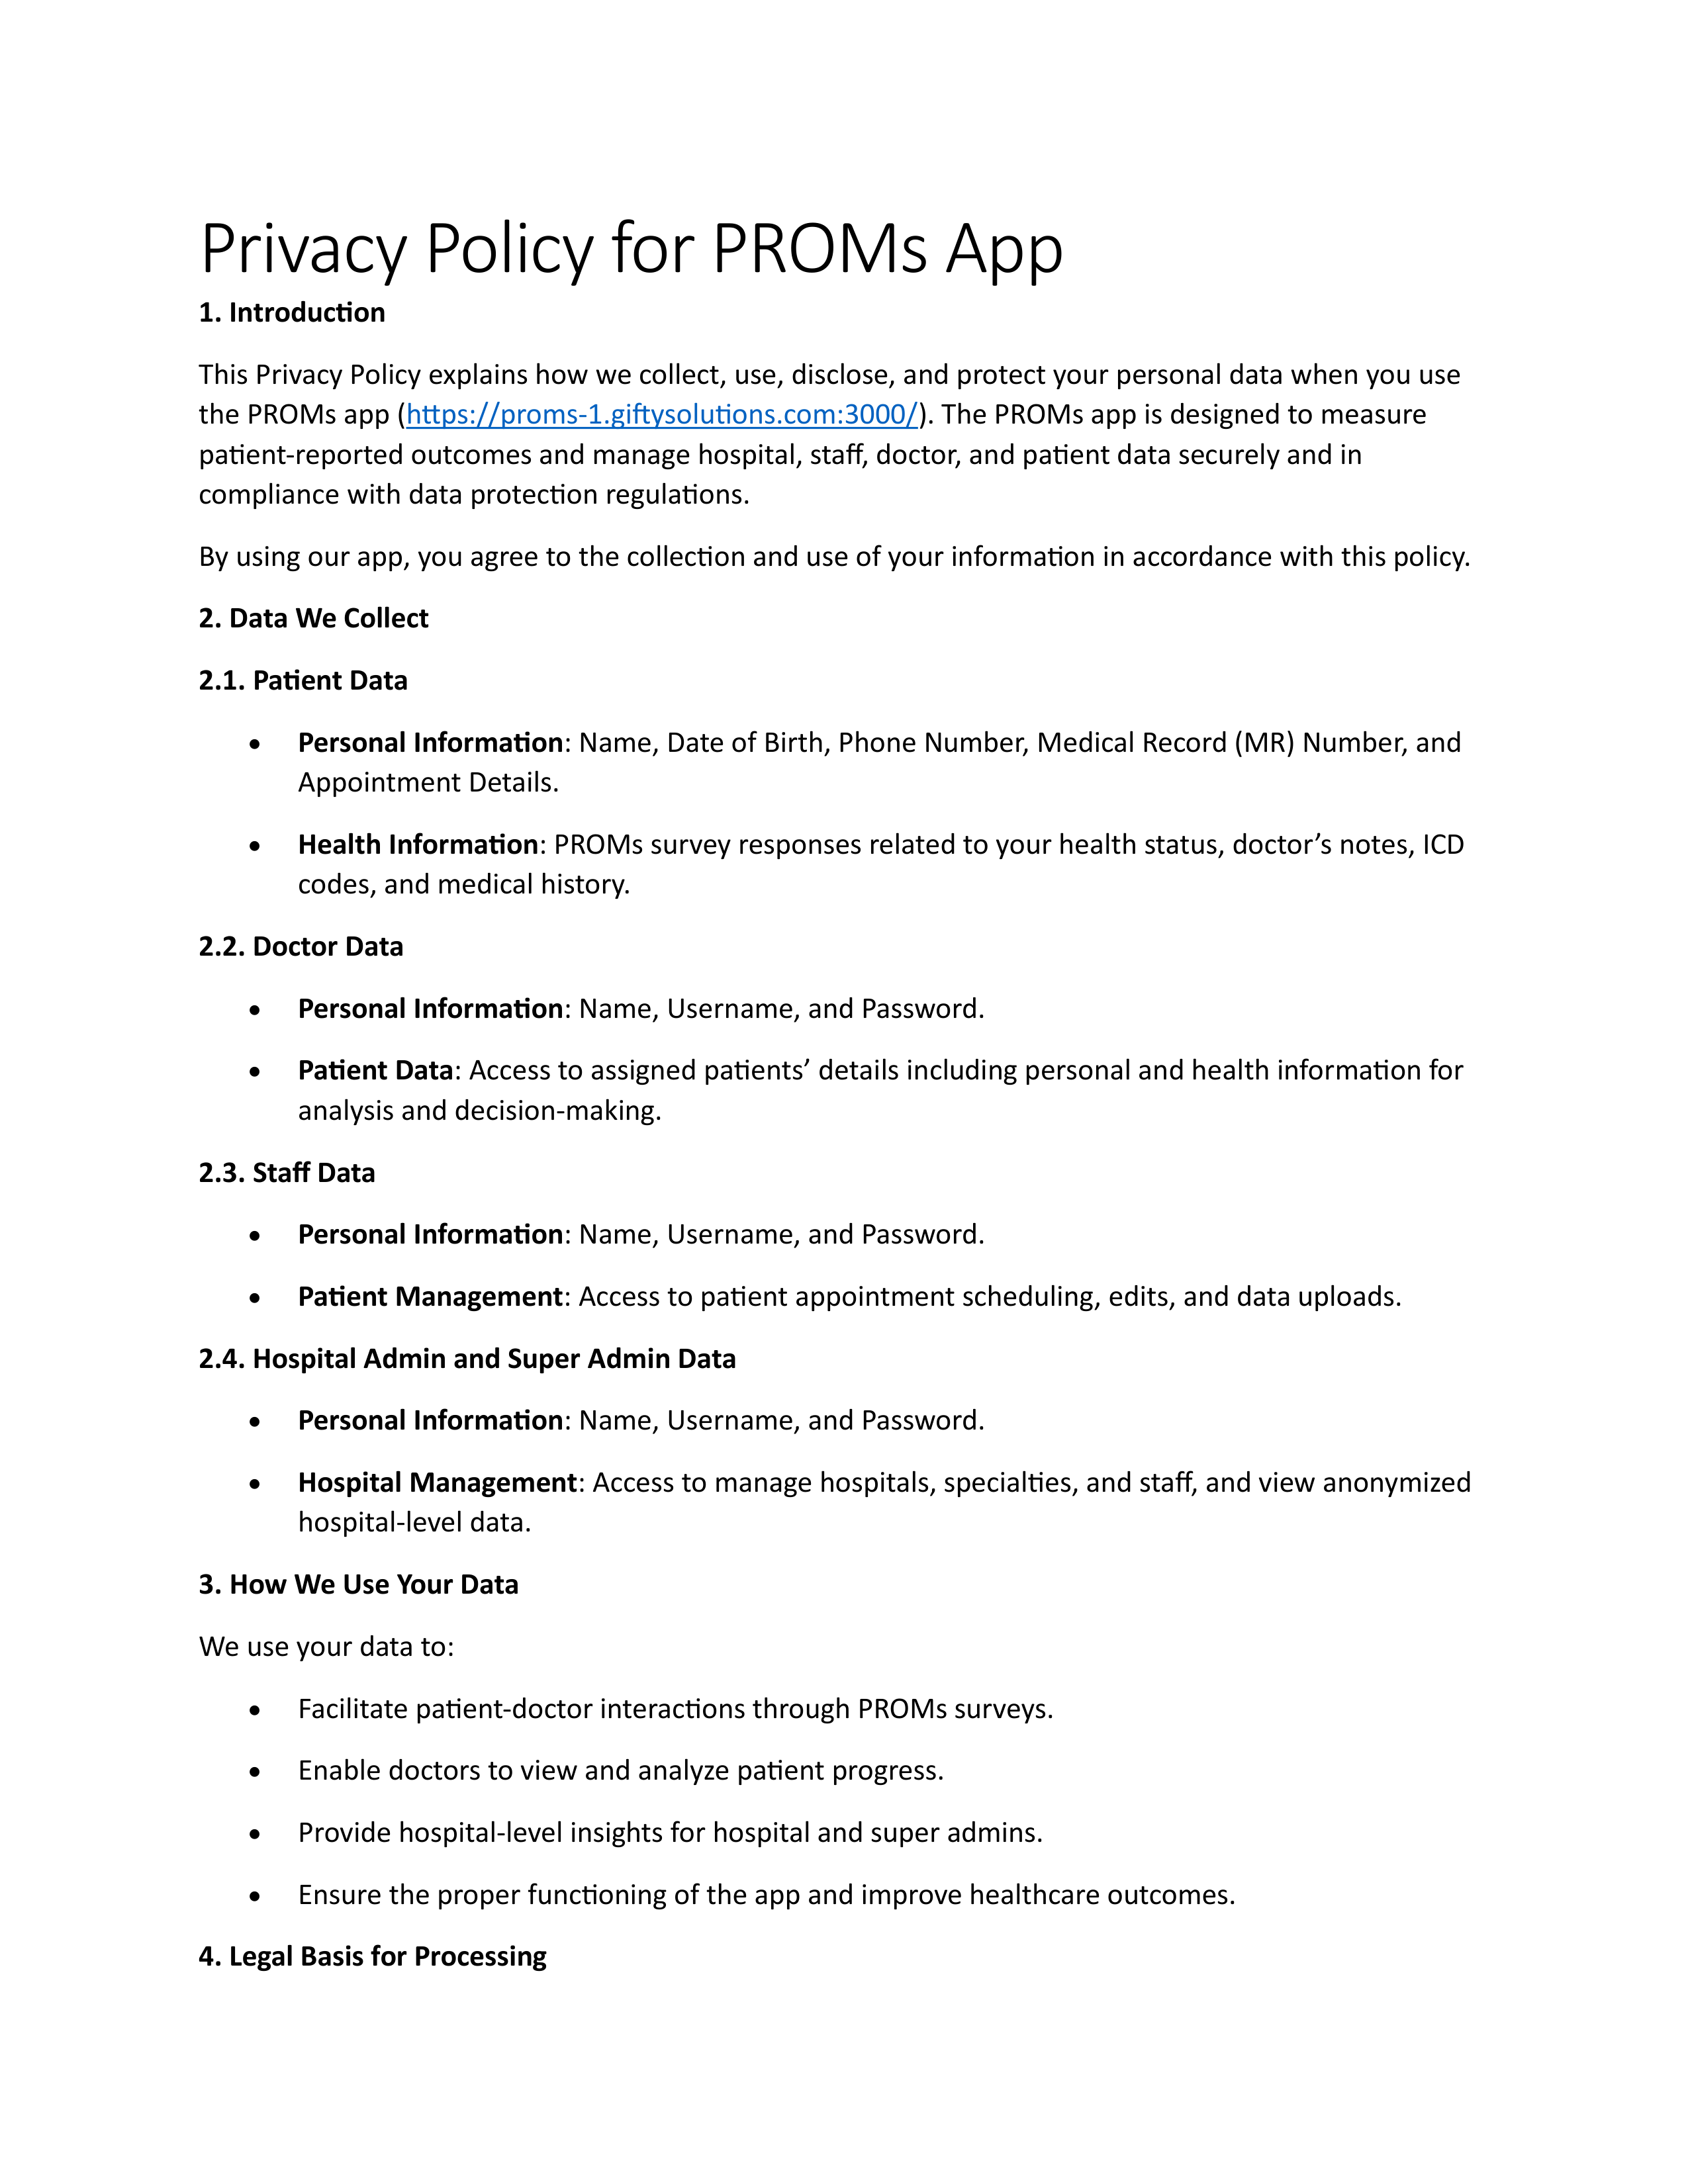 Privacy Policy for PROMs App
1. Introduction
This Privacy Policy explains how we collect, use, disclose, and protect your personal data when you use
the PROMs app (https://proms-1.giftysolutions.com:3000/). The PROMs app is designed to measure
patient-reported outcomes and manage hospital, staff, doctor, and patient data securely and in
compliance with data protection regulations.
By using our app, you agree to the collection and use of your information in accordance with this policy.
2. Data We Collect
2.1. Patient Data
• Personal Information: Name, Date of Birth, Phone Number, Medical Record (MR) Number, and
Appointment Details.
• Health Information: PROMs survey responses related to your health status, doctor’s notes, ICD
codes, and medical history.
2.2. Doctor Data
• Personal Information: Name, Username, and Password.
• Patient Data: Access to assigned patients’ details including personal and health information for
analysis and decision-making.
2.3. Staff Data
• Personal Information: Name, Username, and Password.
• Patient Management: Access to patient appointment scheduling, edits, and data uploads.
2.4. Hospital Admin and Super Admin Data
• Personal Information: Name, Username, and Password.
• Hospital Management: Access to manage hospitals, specialties, and staff, and view anonymized
hospital-level data.
3. How We Use Your Data
We use your data to:
• Facilitate patient-doctor interactions through PROMs surveys.
• Enable doctors to view and analyze patient progress.
• Provide hospital-level insights for hospital and super admins.
• Ensure the proper functioning of the app and improve healthcare outcomes.
4. Legal Basis for Processing